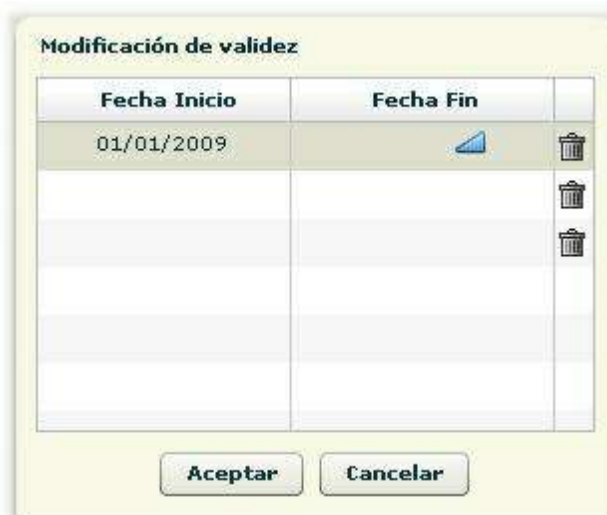 Modificación de validez
Fecha Inicio Fecha Fin
01/01/2009
Aceptar Cancelar